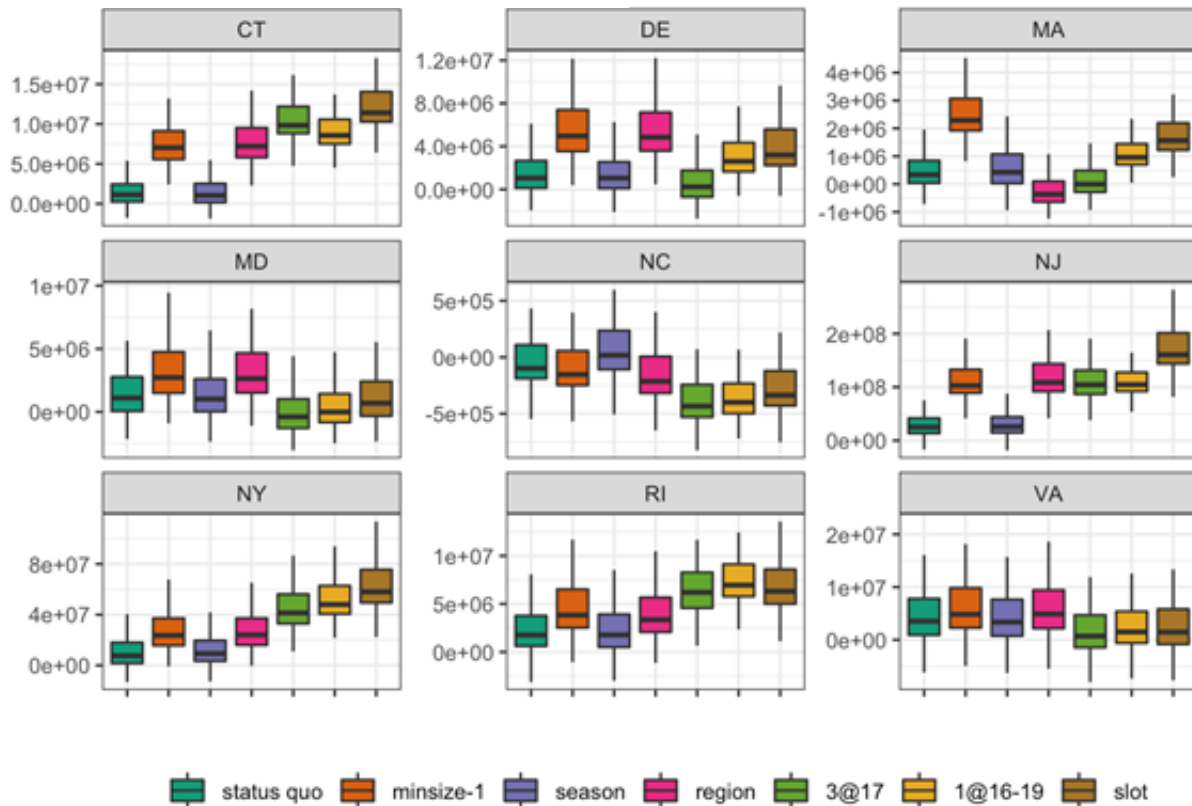 CT
DE
MA
1.5e+07
1.0e+07
5.0e+06
0.0e+00
1.2e+07
8.0e+06
4.0e+06
0.0e+00
4e+06
3e+06
2e+06
1e+06
0e+00
-1e+06
MD
NC
NJ
1e+07
5e+06
0e+00
5e+05
0e+00
-5e+05
2e+08
1e+08
0e+00
NY
RI
VA
8e+07
4e+07
0e+00
1e+07
5e+06
0e+00
2e+07
1e+07
0e+00
status quo minsize-1 season region 3@17 1@16-19 slot